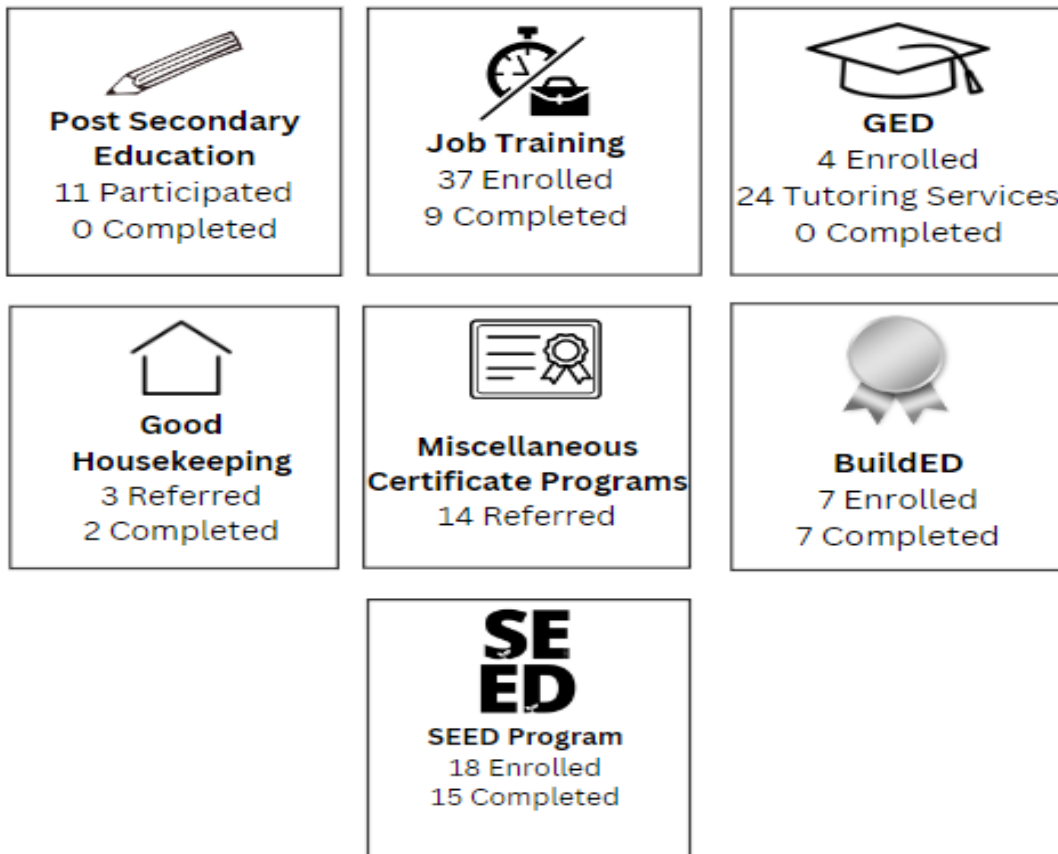 Post Secondary
Education
11 Participated
0 Completed
Job Training
37 Enrolled
9 Completed
GED
4 Enrolled
24 Tutoring Services
0 Completed
Good
Housekeeping
3 Referred
2 Completed
Miscellaneous
Certificate Programs
14 Referred
BuildED
7 Enrolled
7 Completed
SE
ED
SEED Program
18 Enrolled
15 Completed